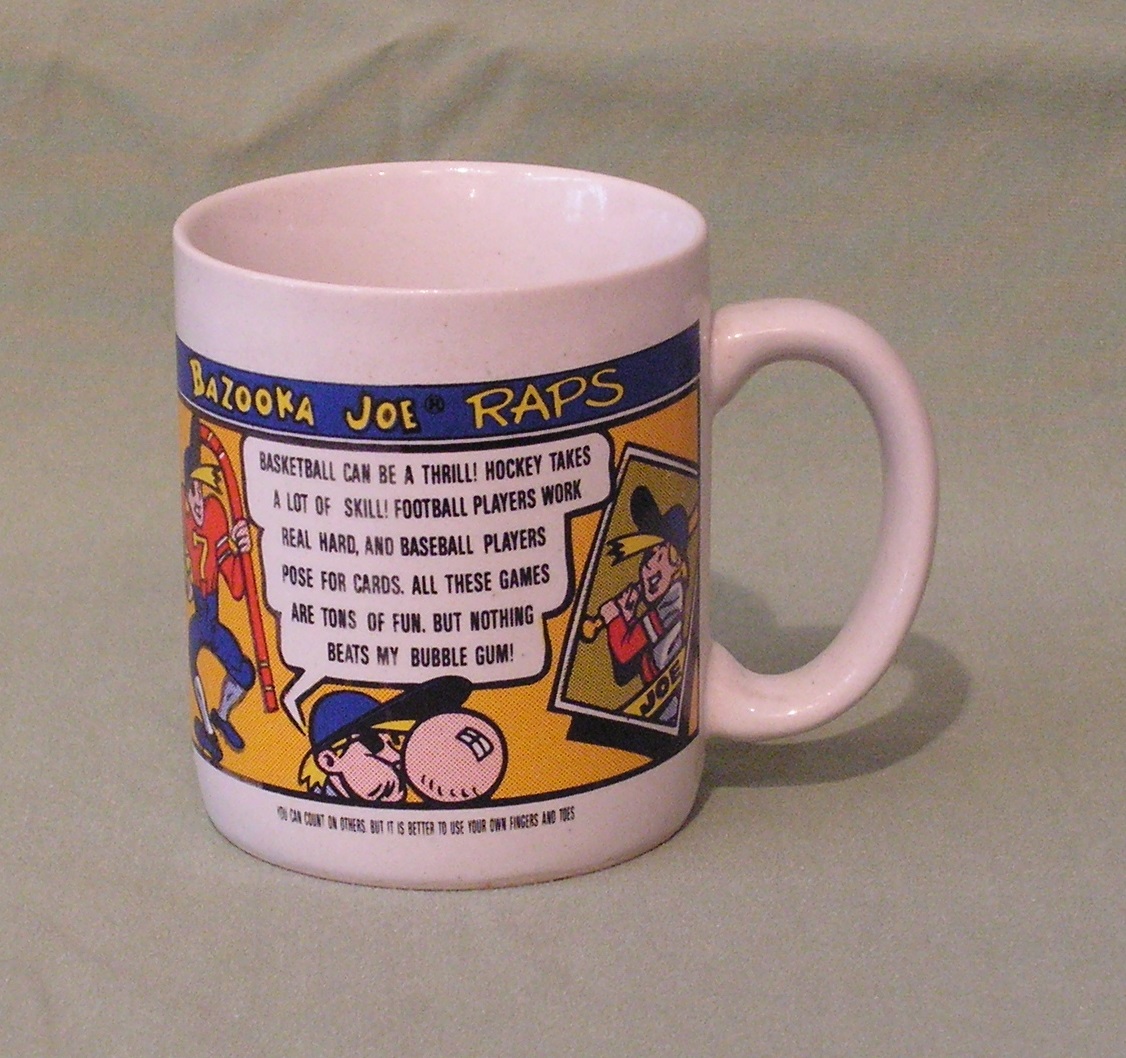 BAZOOKA JOE® RAPS
BASKETBALL CAN BE A THRILL! HOCKEY TAKES
A LOT OF SKILL! FOOTBALL PLAYERS WORK
REAL HARD, AND BASEBALL PLAYERS
POSE FOR CARDS. ALL THESE GAMES
ARE TONS OF FUN. BUT NOTHING
BEATS MY BUBBLE GUM!
7
JOE
YOU CAN COUNT ON OTHERS BUT IT IS BETTER TO USE YOUR OWN FINGERS AND TOES